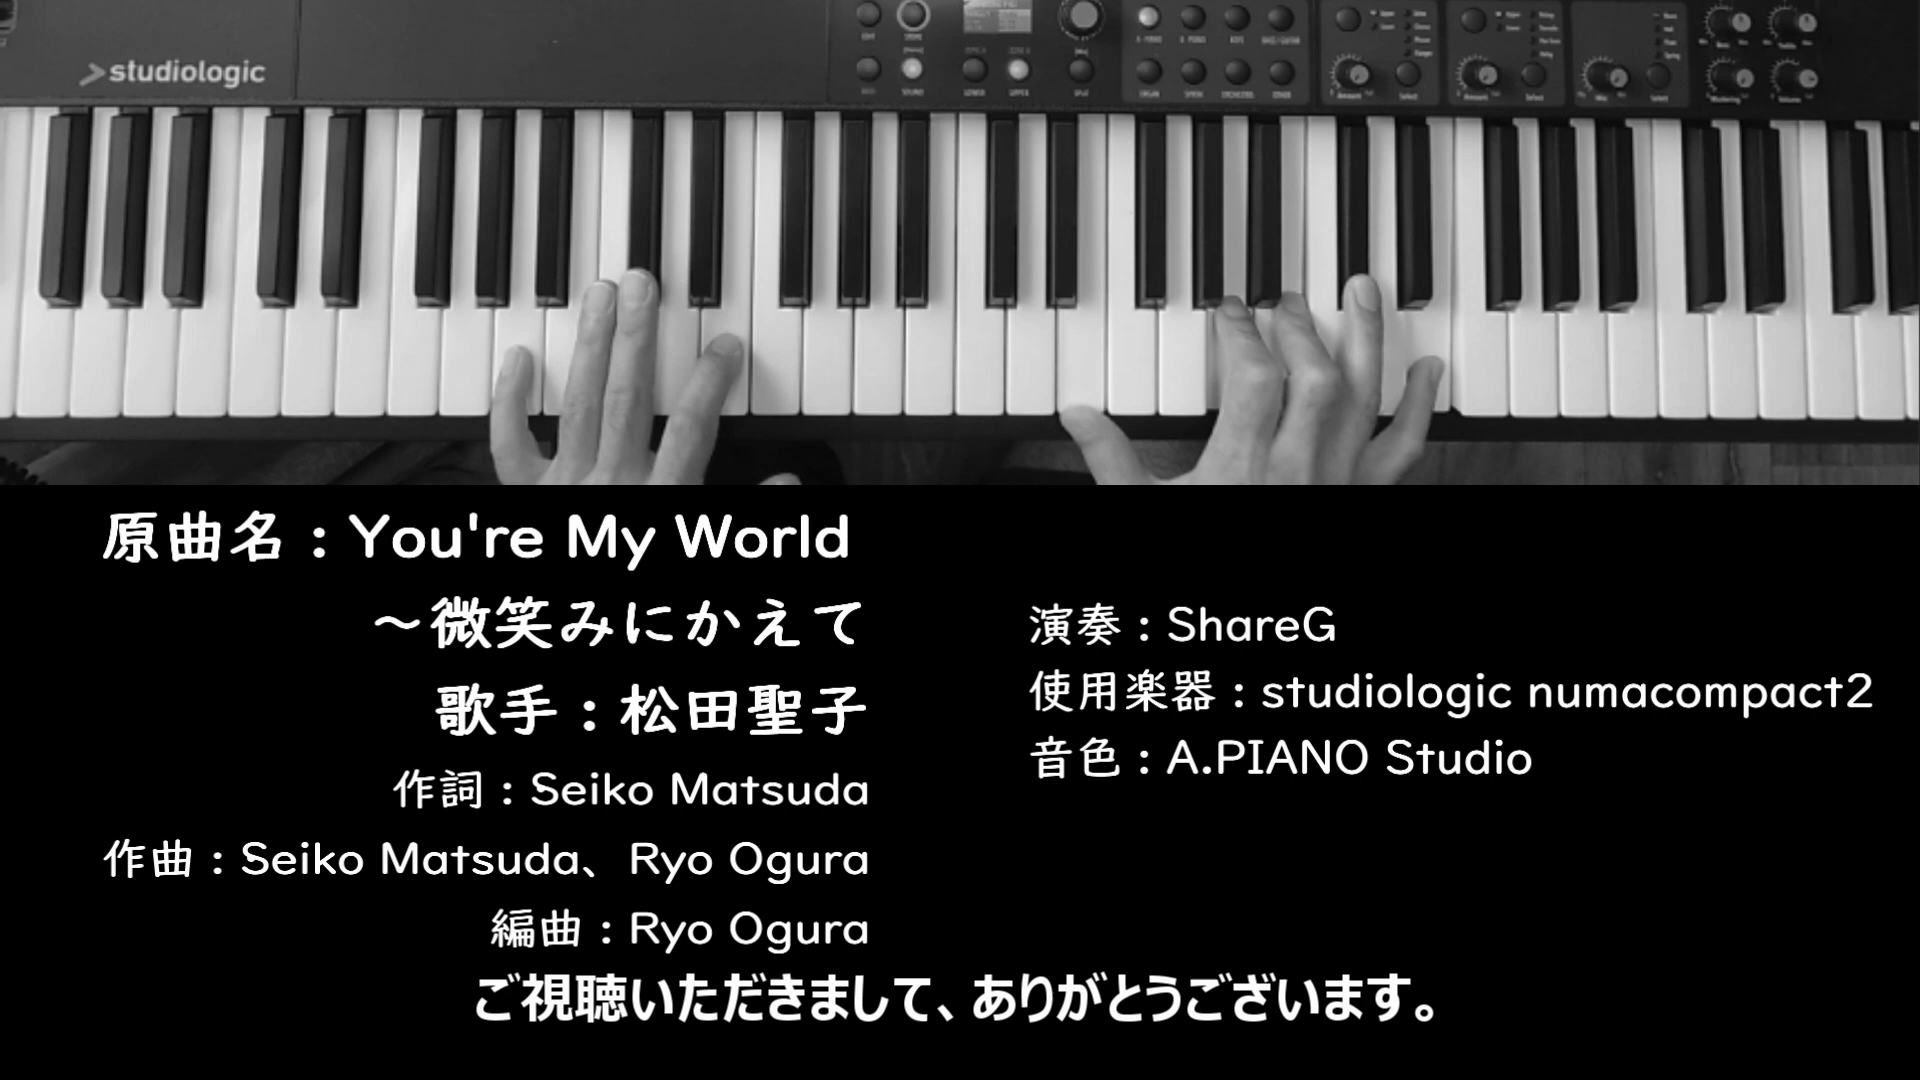 studiologic
原曲名：You're My World
～微笑みにかえて
歌手：松田聖子
作詞：Seiko Matsuda
作曲：Seiko Matsuda、Ryo Ogura
編曲：Ryo Ogura
演奏：ShareG
使用楽器：studiologic numacompact2
音色：A.PIANO Studio
ご視聴いただきまして、ありがとうございます。